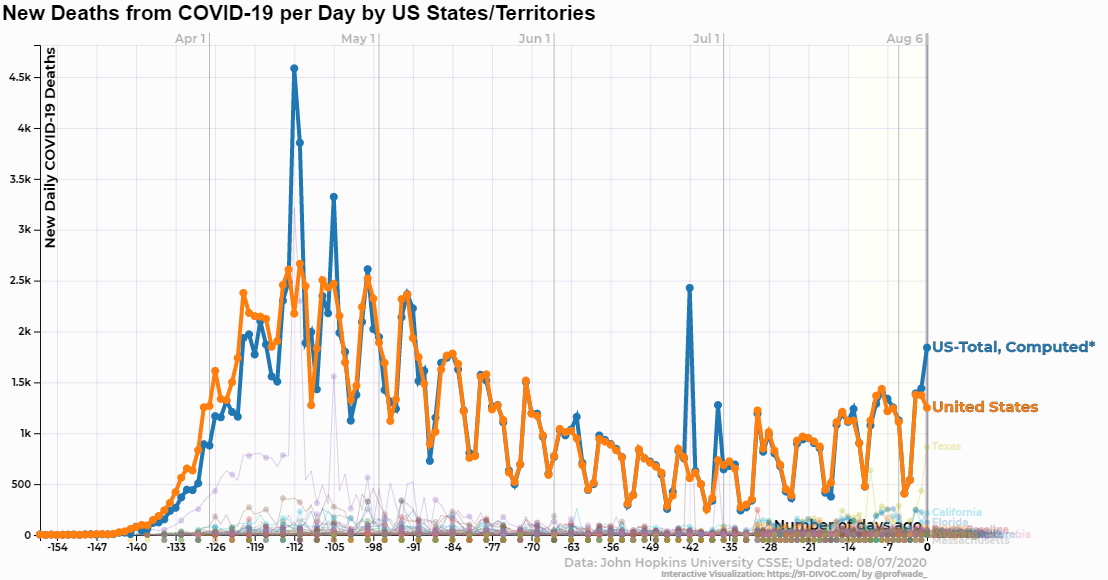 New Deaths from COVID-19 per Day by US States/Territories
Apr 1
May 1
Jun 1
Jul 1
Aug 6
New Daily COVID-19 Deaths
4.5k
4k
3.5k
3k
2.5k
2k
1.5k
1k
500
0
US-Total, Computed*
United States
Texas
California
Florida
Massachusetts
Number of days ago
-154 -147 -140 -133 -126 -119 -112 -105 -98 -91 -84 -77 -70 -63 -56 -49 -42 -35 -28 -21 -14 -7 0
Data: John Hopkins University CSSE; Updated: 08/07/2020
Interactive Visualization: https://91-DIVOC.com/ by @profwade_